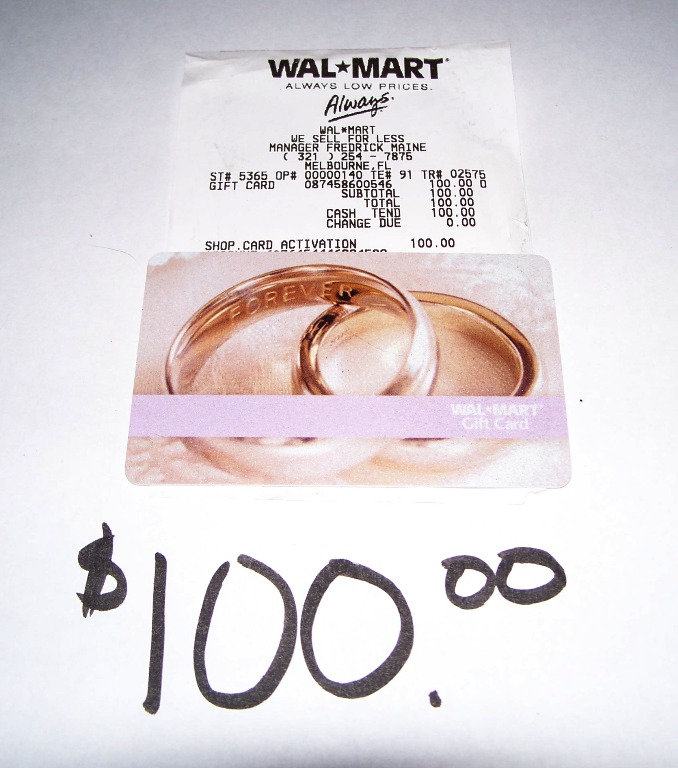 WAL★MART®
ALWAYS LOW PRICES.
Always.
WAL*MART
WE SELL FOR LESS
MANAGER FREDRICK MAINE
( 321 ) 254 - 7875
MELBOURNE,FL
ST# 5365 OP# 00000140 TE# 91 TR# 02575
GIFT CARD 087458600546 100.00 O
SUBTOTAL 100.00
TOTAL 100.00
CASH TEND 100.00
CHANGE DUE 0.00
SHOP.CARD ACTIVATION 100.00
FOREVER
WAL★MART®
Gift Card
$100.00